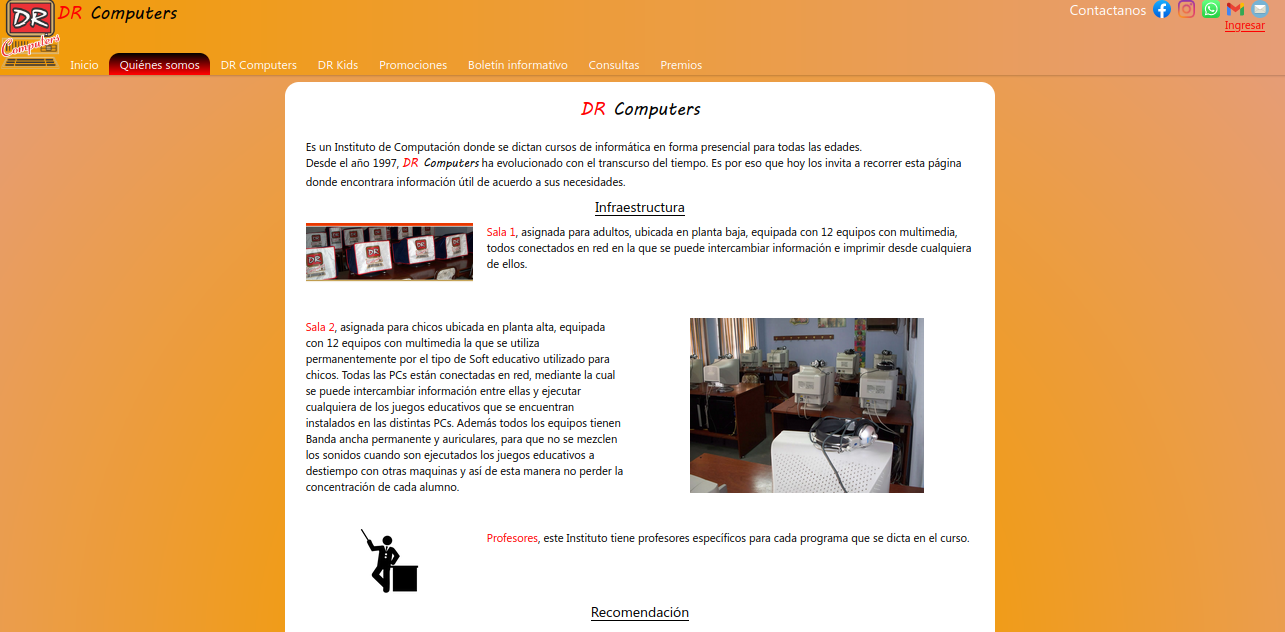 DR
Computers
DR Computers
Contactanos
Ingresar
Inicio Quiénes somos DR Computers DR Kids Promociones Boletín informativo Consultas Premios
DR Computers
Es un Instituto de Computación donde se dictan cursos de informática en forma presencial para todas las edades.
Desde el año 1997, DR Computers ha evolucionado con el transcurso del tiempo. Es por eso que hoy los invita a recorrer esta página
donde encontrara información útil de acuerdo a sus necesidades.
Infraestructura
DR
DR
DR
DR
Sala 1, asignada para adultos, ubicada en planta baja, equipada con 12 equipos con multimedia,
todos conectados en red en la que se puede intercambiar información e imprimir desde cualquiera
de ellos.
Sala 2, asignada para chicos ubicada en planta alta, equipada
con 12 equipos con multimedia la que se utiliza
permanentemente por el tipo de Soft educativo utilizado para
chicos. Todas las PCs están conectadas en red, mediante la cual
se puede intercambiar información entre ellas y ejecutar
cualquiera de los juegos educativos que se encuentran
instalados en las distintas PCs. Además todos los equipos tienen
Banda ancha permanente y auriculares, para que no se mezclen
los sonidos cuando son ejecutados los juegos educativos a
destiempo con otras maquinas y así de esta manera no perder la
concentración de cada alumno.
Profesores, este Instituto tiene profesores específicos para cada programa que se dicta en el curso.
Recomendación